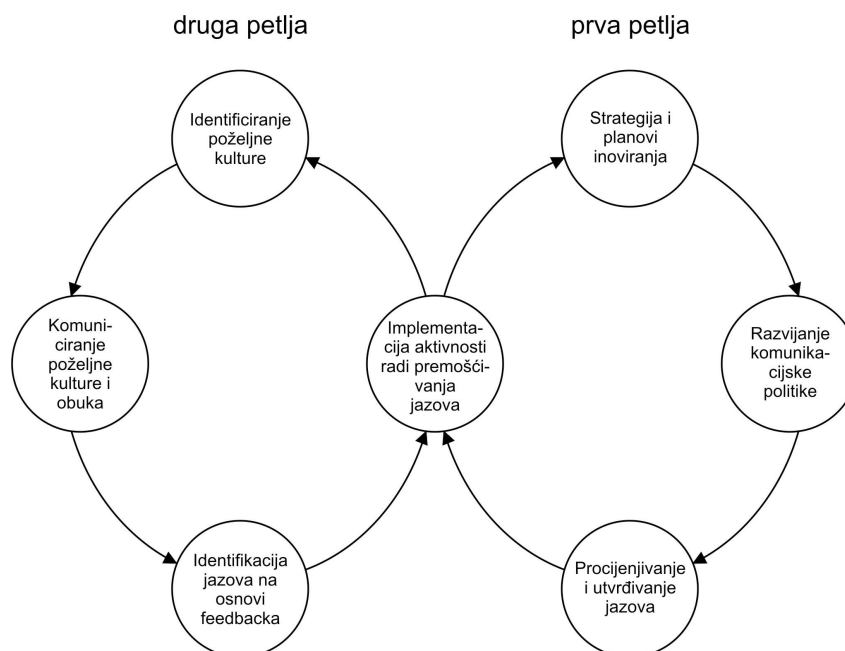 druga petlja
prva petlja
Identificiranje
poželjne
kulture
Strategija i
planovi
inoviranja
Komuni-
ciranje
poželjne
kulture i
obuka
Implementa-
cija aktivnosti
radi premošći-
vanja
jazova
Razvijanje
komunika-
cijske
politike
Identifikacija
jazova na
osnovi
feedbacka
Procijenjivanje
i utvrđivanje
jazova